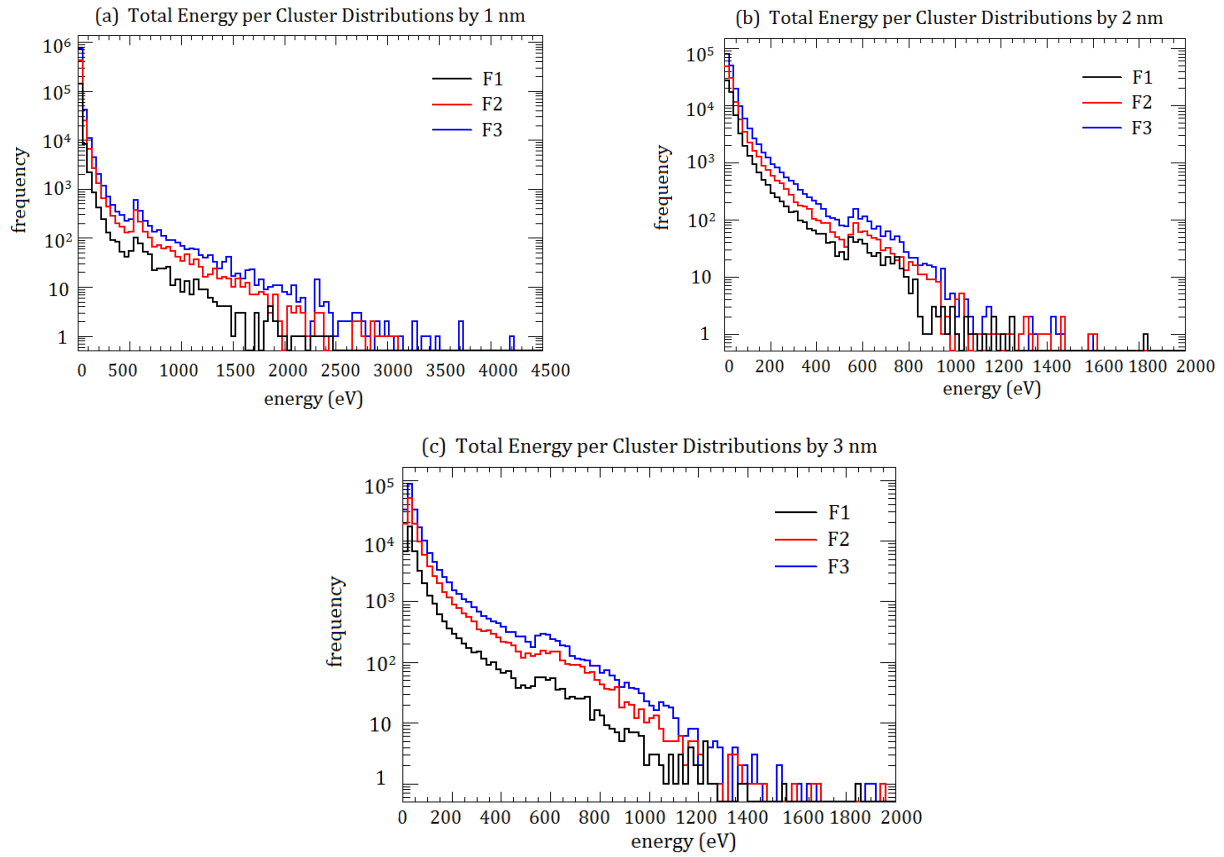 (a) Total Energy per Cluster Distributions by 1 nm
10⁶
10⁵
10⁴
10³
10²
10
1
frequency
F1
F2
F3
0 500 1000 1500 2000 2500 3000 3500 4000 4500
energy (eV)
(b) Total Energy per Cluster Distributions by 2 nm
10⁵
10⁴
10³
10²
10
1
frequency
F1
F2
F3
0 200 400 600 800 1000 1200 1400 1600 1800 2000
energy (eV)
(c) Total Energy per Cluster Distributions by 3 nm
10⁵
10⁴
10³
10²
10
1
frequency
F1
F2
F3
0 200 400 600 800 1000 1200 1400 1600 1800 2000
energy (eV)